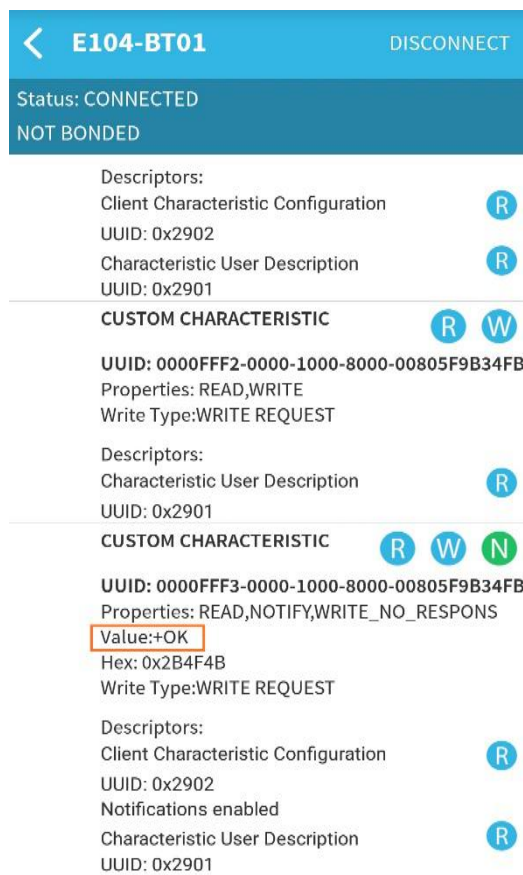 E104-BT01 DISCONNECT
Status: CONNECTED
NOT BONDED
Descriptors:
Client Characteristic Configuration R
UUID: 0x2902
Characteristic User Description R
UUID: 0x2901
CUSTOM CHARACTERISTIC R W
UUID: 0000FFF2-0000-1000-8000-00805F9B34FB
Properties: READ,WRITE
Write Type:WRITE REQUEST
Descriptors:
Characteristic User Description R
UUID: 0x2901
CUSTOM CHARACTERISTIC R W N
UUID: 0000FFF3-0000-1000-8000-00805F9B34FB
Properties: READ,NOTIFY,WRITE_NO_RESPONS
Value:+OK
Hex: 0x2B4F4B
Write Type:WRITE REQUEST
Descriptors:
Client Characteristic Configuration R
UUID: 0x2902
Notifications enabled
Characteristic User Description R
UUID: 0x2901